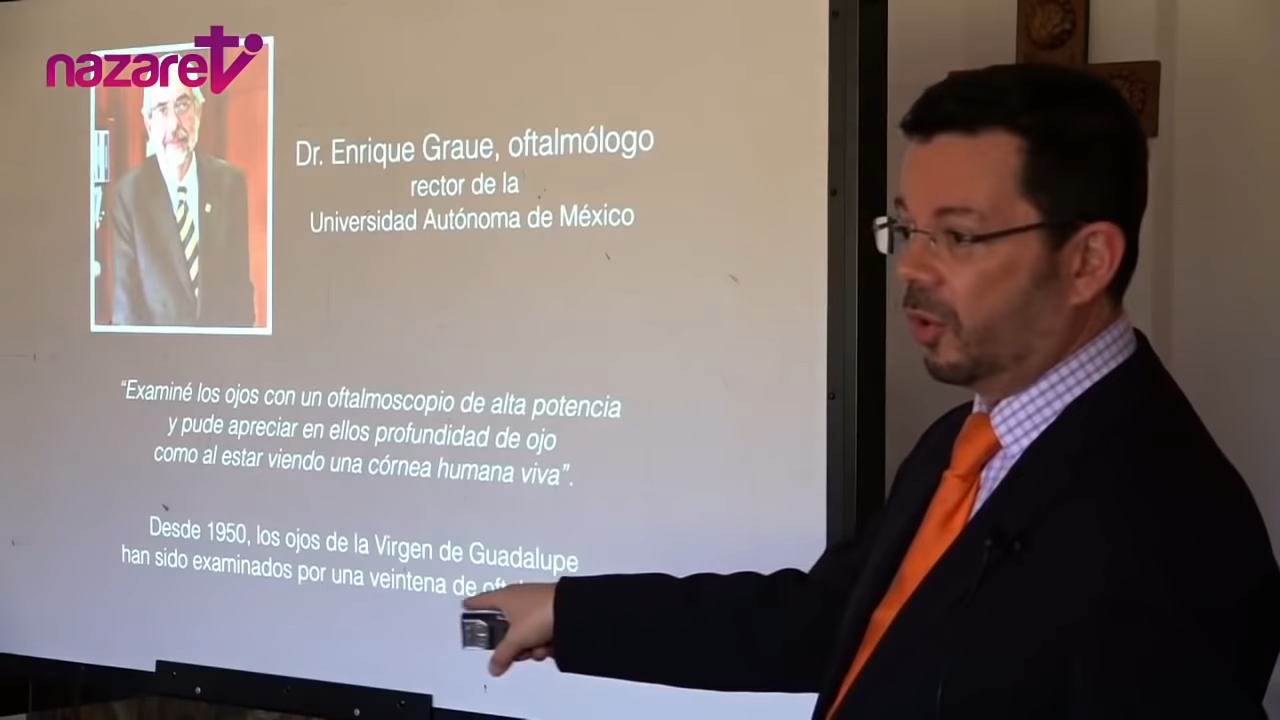 nazaretv
Dr. Enrique Graue, oftalmólogo
rector de la
Universidad Autónoma de México
“Examiné los ojos con un oftalmoscopio de alta potencia
y pude apreciar en ellos profundidad de ojo
como al estar viendo una córnea humana viva”.
Desde 1950, los ojos de la Virgen de Guadalupe
han sido examinados por una veintena de